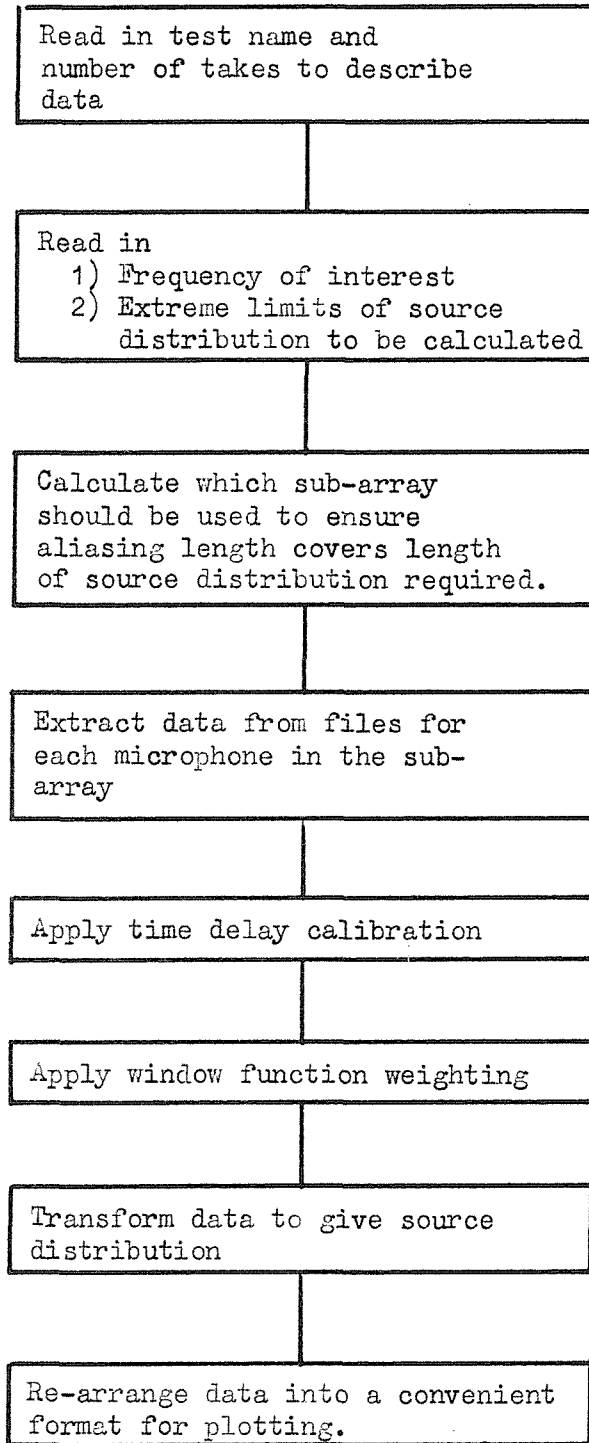 Read in test name and
number of takes to describe
data
Read in
1) Frequency of interest
2) Extreme limits of source
distribution to be calculated
Calculate which sub-array
should be used to ensure
aliasing length covers length
of source distribution required.
Extract data from files for
each microphone in the sub-
array
Apply time delay calibration
Apply window function weighting
Transform data to give source
distribution
Re-arrange data into a convenient
format for plotting.